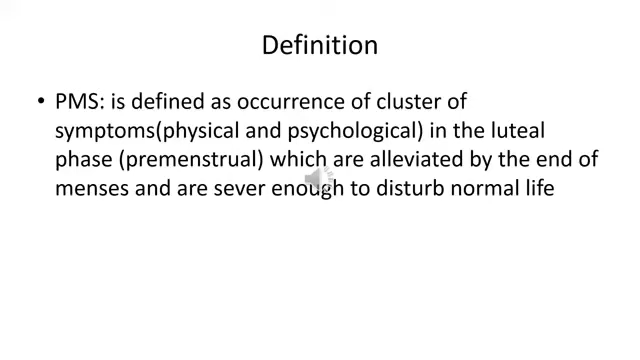 Definition
• PMS: is defined as occurrence of cluster of
symptoms(physical and psychological) in the luteal
phase (premenstrual) which are alleviated by the end of
menses and are sever enough to disturb normal life